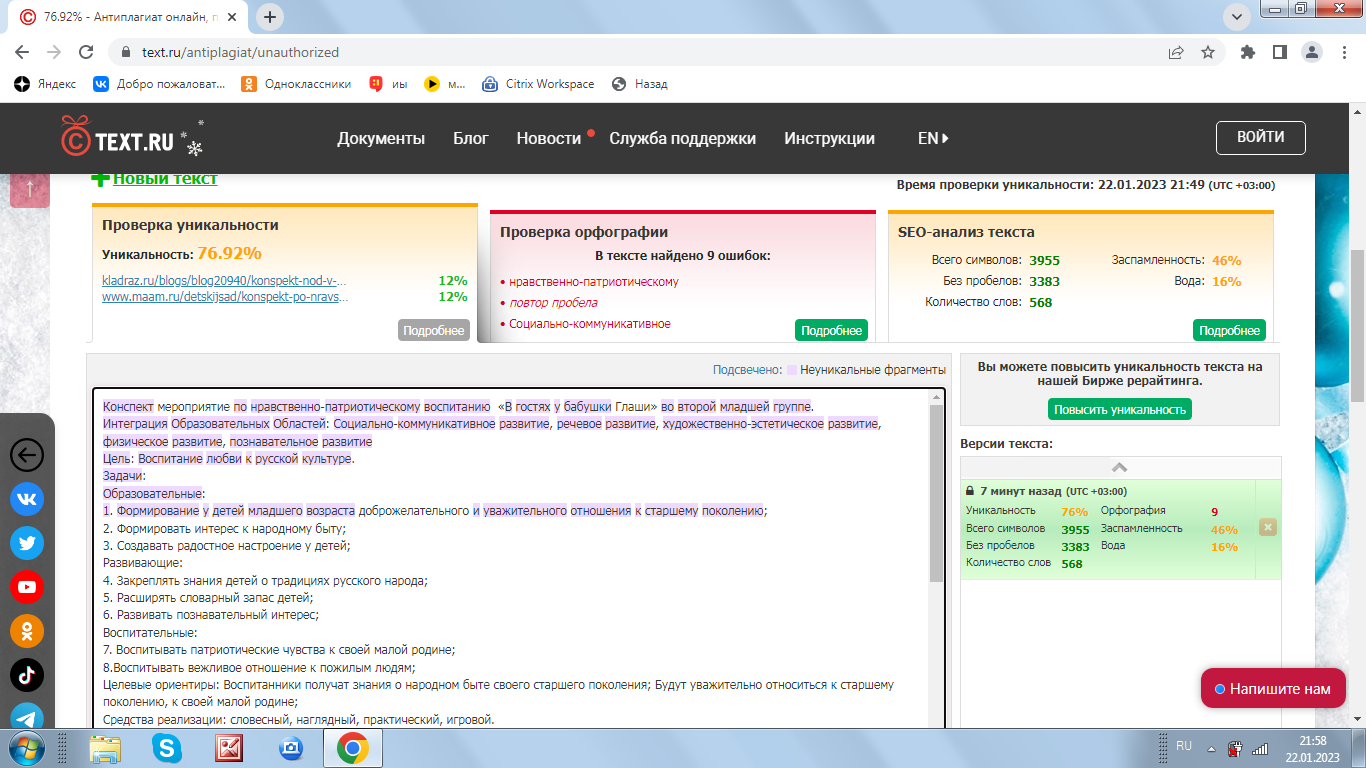 76.92% - Антиплагиат онлайн, п
text.ru/antiplagiat/unauthorized
Яндекс
Добро пожаловат...
Одноклассники
иы
м...
Citrix Workspace
Назад
TEXT.RU
Документы
Блог
Новости
Служба поддержки
Инструкции
EN
ВОЙТИ
Новый текст
Время проверки уникальности: 22.01.2023 21:49 (UTC +03:00)
Проверка уникальности
Уникальность: 76.92%
kladraz.ru/blogs/blog20940/konspekt-nod-v-... 12%
www.maam.ru/detskijsad/konspekt-po-nravs... 12%
Подробнее
Проверка орфографии
В тексте найдено 9 ошибок:
• нравственно-патриотическому
• повтор пробела
• Социально-коммуникативное
Подробнее
SEO-анализ текста
Всего символов: 3955 Заспамленность: 46%
Без пробелов: 3383 Вода: 16%
Количество слов: 568
Подробнее
Подсвечено: Неуникальные фрагменты
Конспект мероприятие по нравственно-патриотическому воспитанию «В гостях у бабушки Глаши» во второй младшей группе.
Интеграция Образовательных Областей: Социально-коммуникативное развитие, речевое развитие, художественно-эстетическое развитие,
физическое развитие, познавательное развитие
Цель: Воспитание любви к русской культуре.
Задачи:
Образовательные:
1. Формирование у детей младшего возраста доброжелательного и уважительного отношения к старшему поколению;
2. Формировать интерес к народному быту;
3. Создавать радостное настроение у детей;
Развивающие:
4. Закреплять знания детей о традициях русского народа;
5. Расширять словарный запас детей;
6. Развивать познавательный интерес;
Воспитательные:
7. Воспитывать патриотические чувства к своей малой родине;
8.Воспитывать вежливое отношение к пожилым людям;
Целевые ориентиры: Воспитанники получат знания о народном быте своего старшего поколения; Будут уважительно относиться к старшему
поколению, к своей малой родине;
Средства реализации: словесный, наглядный, практический, игровой.
Вы можете повысить уникальность текста на
нашей Бирже рерайтинга.
Повысить уникальность
Версии текста:
7 минут назад (UTC +03:00)
Уникальность 76% Орфография 9
Всего символов 3955 Заспамленность 46%
Без пробелов 3383 Вода 16%
Количество слов 568
Напишите нам
RU
21:58
22.01.2023